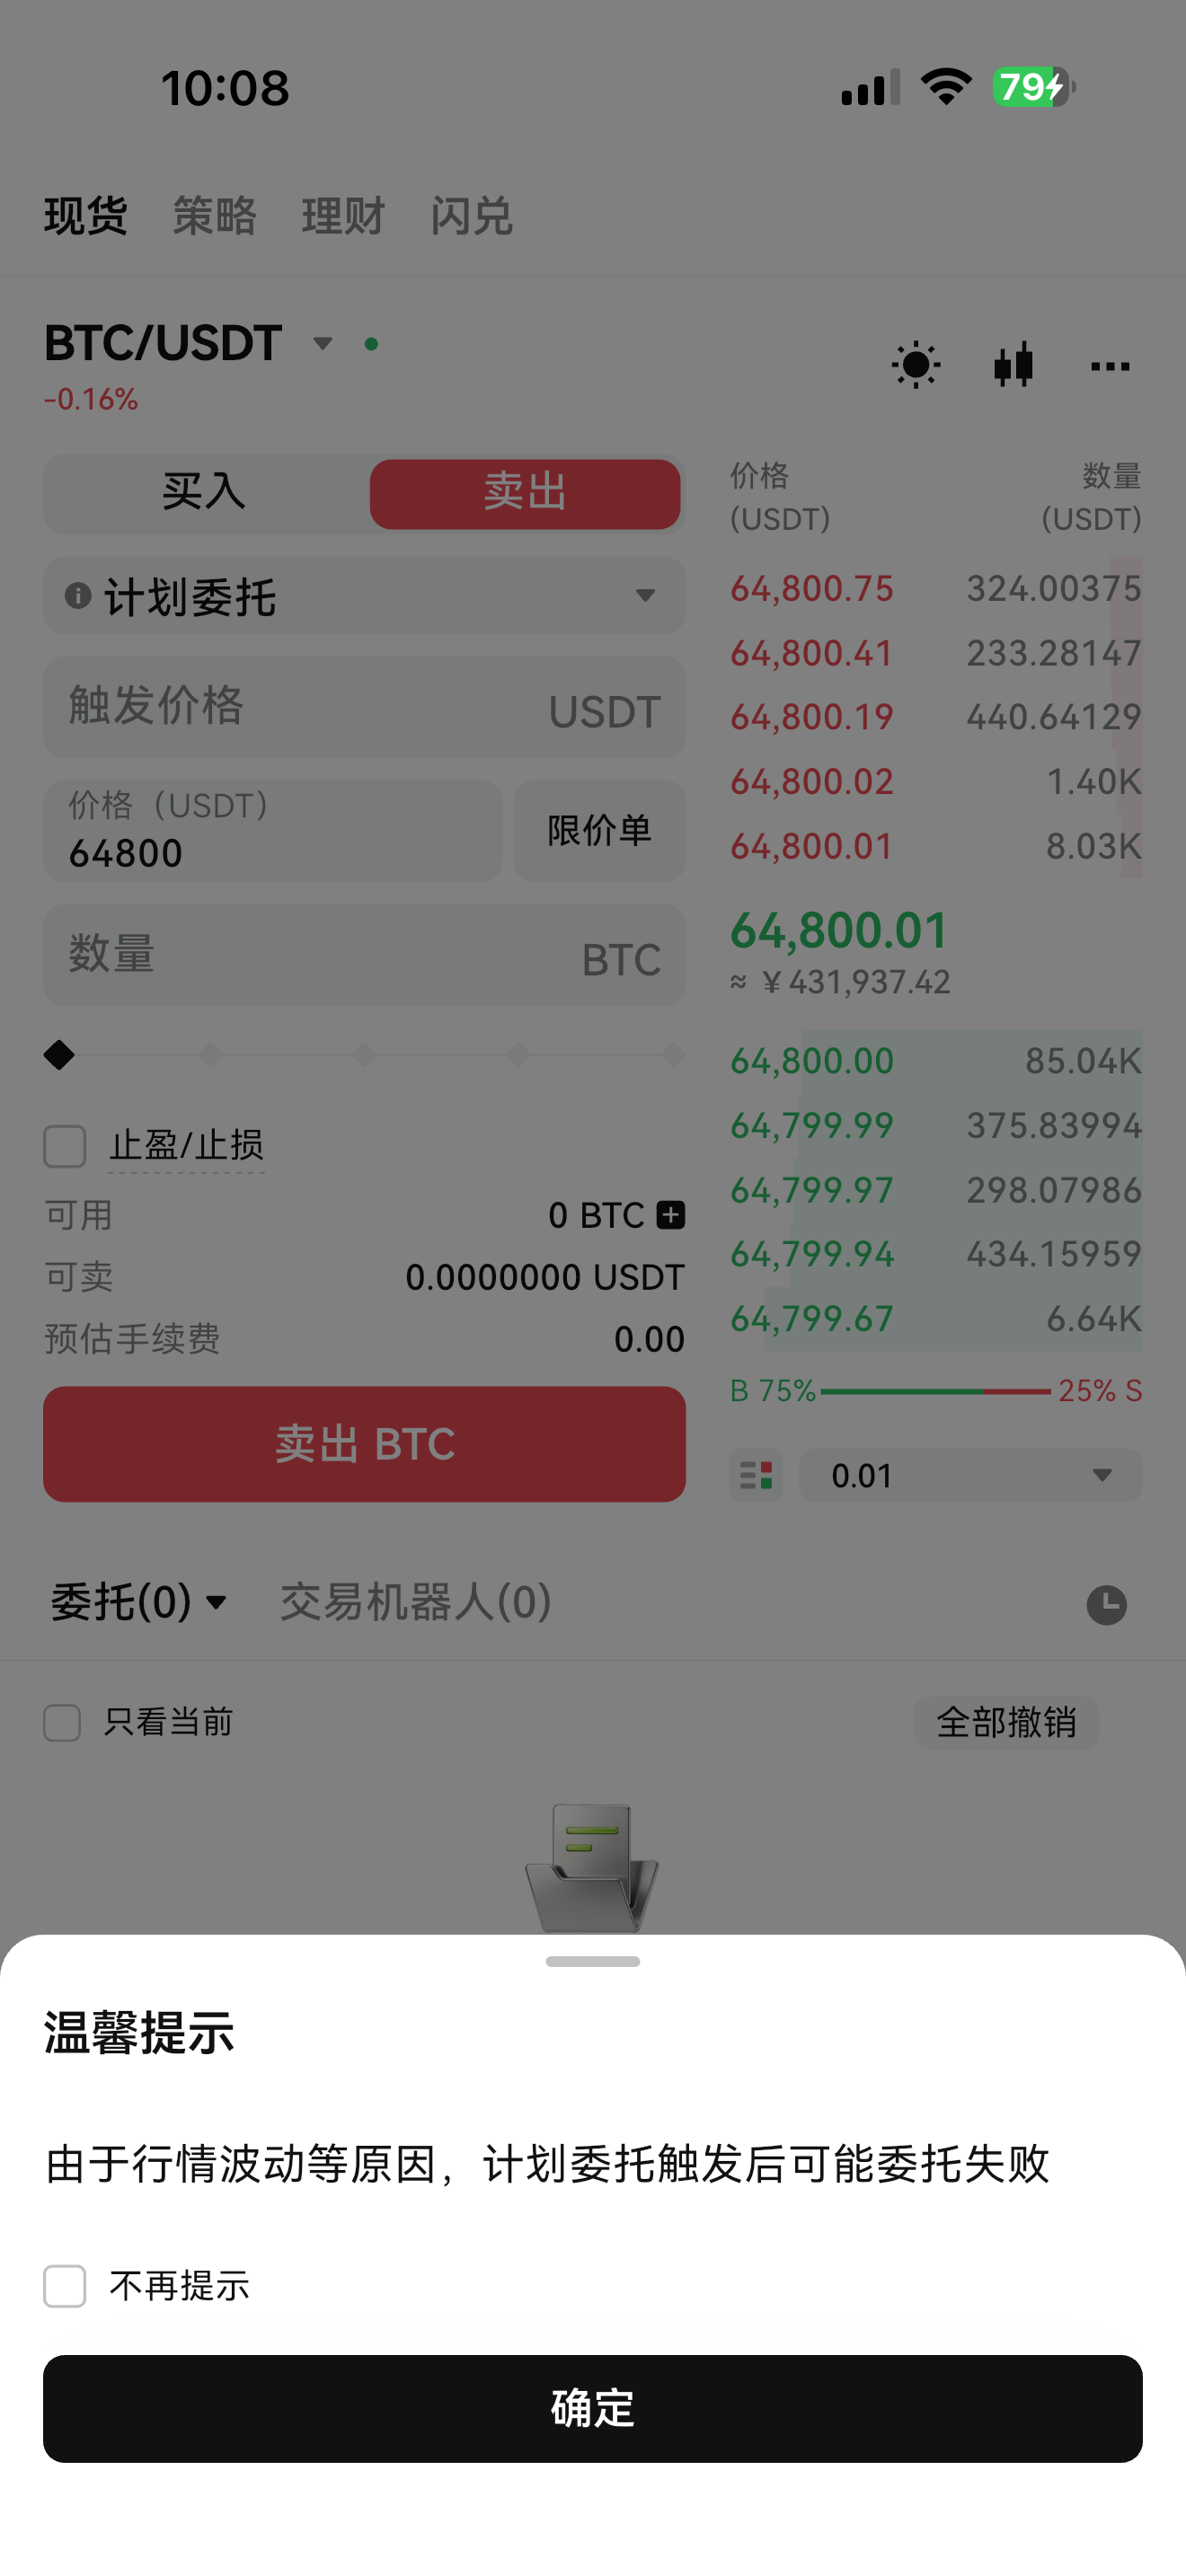 10:08
79
现货 策略 理财 闪兑
BTC/USDT
-0.16%
买入 卖出
计划委托
触发价格 USDT
价格（USDT）
64800
限价单
数量 BTC
止盈/止损
可用 0 BTC
可卖 0.0000000 USDT
预估手续费 0.00
卖出 BTC
价格 数量
(USDT) (USDT)
64,800.75 324.00375
64,800.41 233.28147
64,800.19 440.64129
64,800.02 1.40K
64,800.01 8.03K
64,800.01
≈ ¥431,937.42
64,800.00 85.04K
64,799.99 375.83994
64,799.97 298.07986
64,799.94 434.15959
64,799.67 6.64K
B 75% 25% S
0.01
委托(0) 交易机器人(0)
只看当前 全部撤销
温馨提示
由于行情波动等原因，计划委托触发后可能委托失败
不再提示
确定